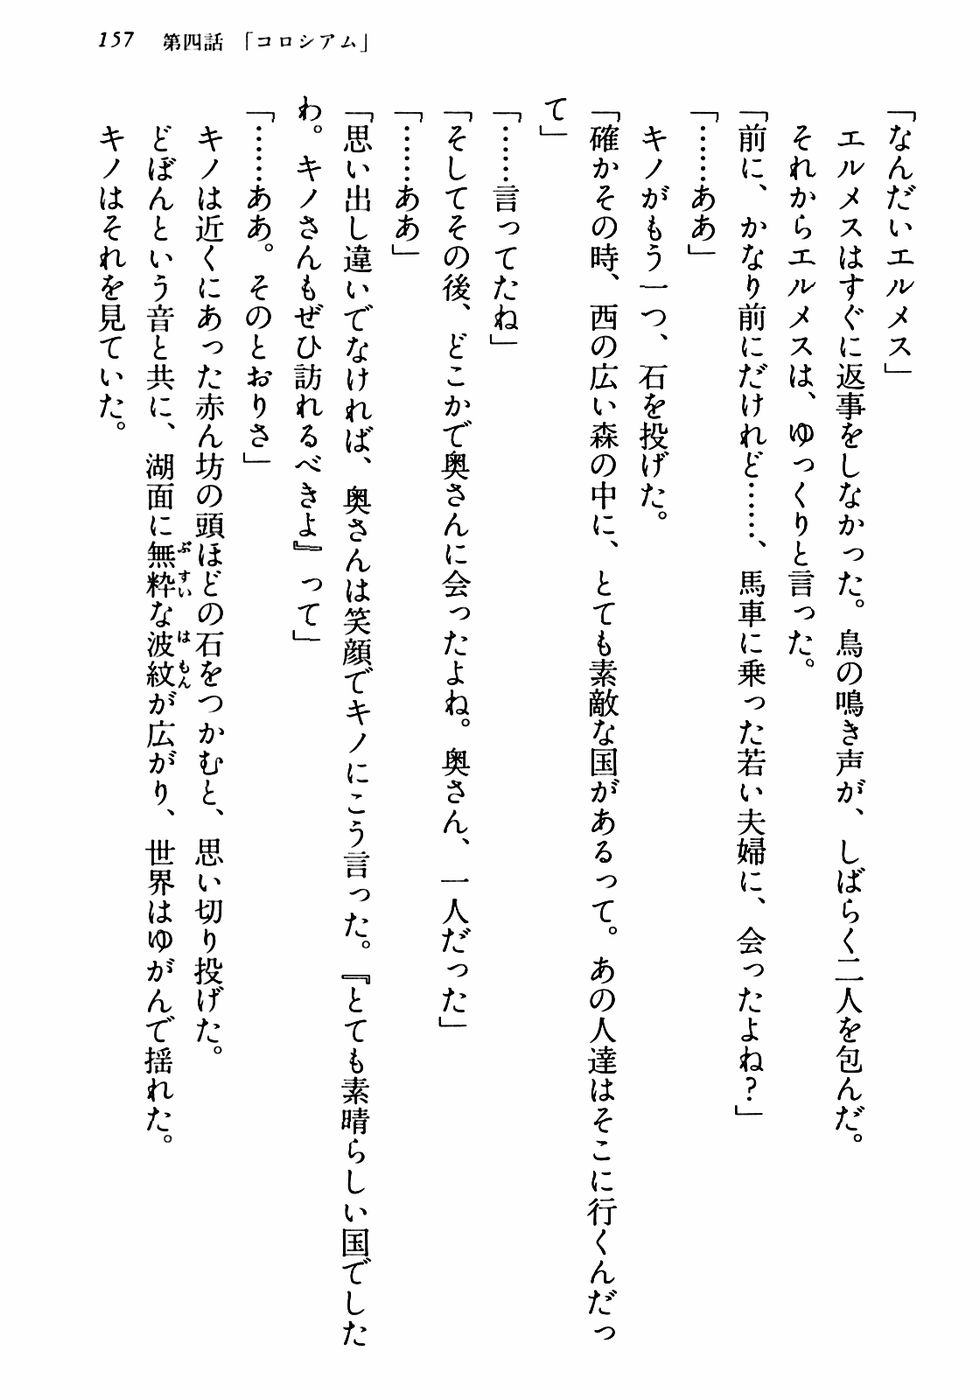 157 第四話 「コロシアム」
「なんだいエルメス」
エルメスはすぐに返事をしなかった。鳥の鳴き声が、しばらく二人を包んだ。
それからエルメスは、ゆっくりと言った。
「前に、かなり前にだけれど……、馬車に乗った若い夫婦に、会ったよね?」
「……ああ」
キノがもう一つ、石を投げた。
「確かその時、西の広い森の中に、とても素敵な国があるって。あの人達はそこに行くんだっ
て」
「……言ってたね」
「そしてその後、どこかで奥さんに会ったよね。奥さん、一人だった」
「……ああ」
「思い出し違いでなければ、奥さんは笑顔でキノにこう言った。『とても素晴らしい国でした
わ。キノさんもぜひ訪れるべきよ』って」
「……ああ。そのとおりさ」
キノは近くにあった赤ん坊の頭ほどの石をつかむと、思い切り投げた。
どぼんという音と共に、湖面に無粋な波紋が広がり、世界はゆがんで揺れた。
ぶすい はもん
キノはそれを見ていた。